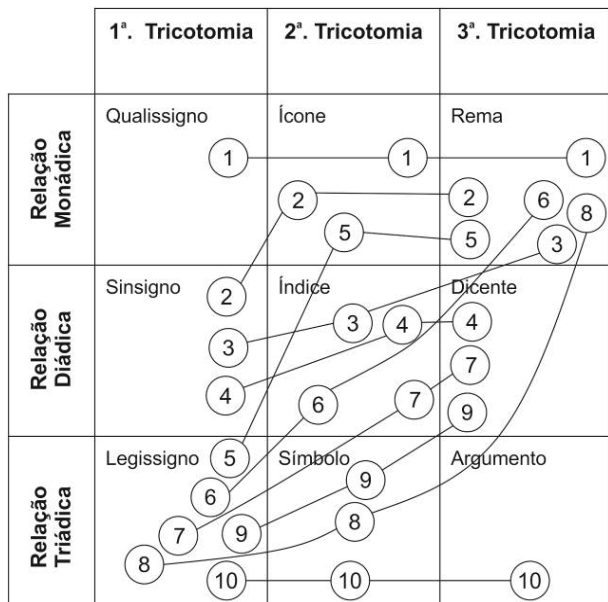 1ª. Tricotomia 2ª. Tricotomia 3ª. Tricotomia
Relação
Monádica
Qualissigno Ícone Rema
1 1 1
2 2 6
5 5 8
3
Relação
Diádica
Sinsigno Índice Dicente
2
3 3 4 4
4 7
6 7 9
Relação
Triádica
Legissigno Símbolo Argumento
5
6 9
7 9 8
8
10 10 10